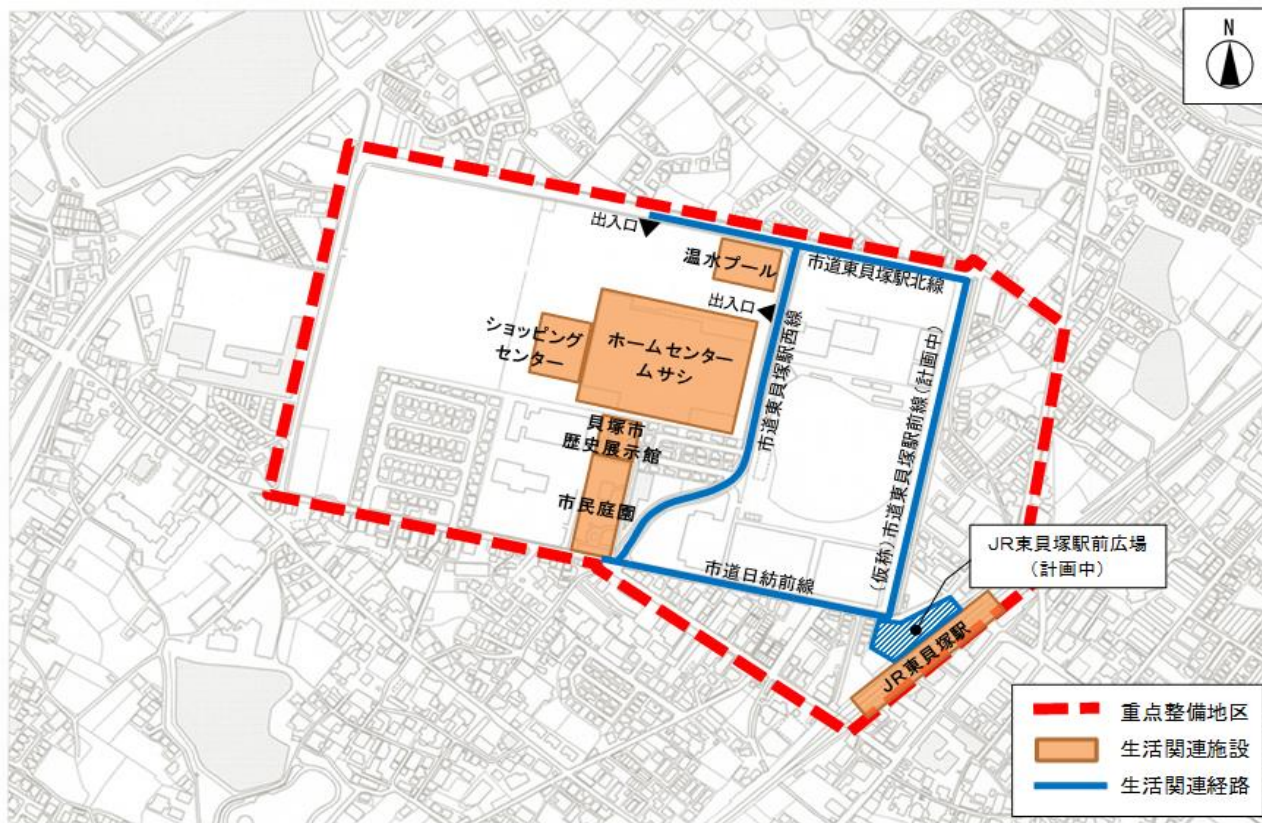 N
出入口
温水プール
市道東貝塚駅北線
出入口
ショッピング
センター
ホームセンター
ムサシ
市道東貝塚駅西線
(仮称)市道東貝塚駅前線(計画中)
貝塚市
歴史展示館
市民庭園
市道日紡前線
JR東貝塚駅前広場
(計画中)
JR東貝塚駅
重点整備地区
生活関連施設
生活関連経路